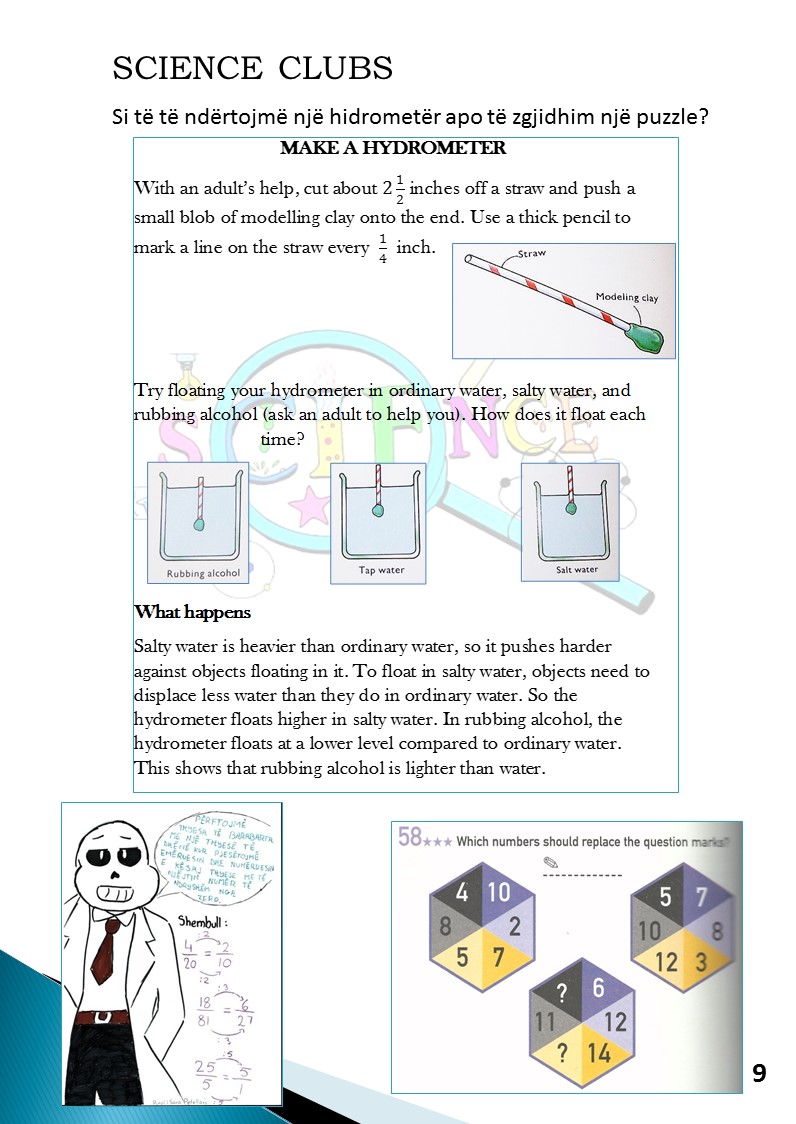 SCIENCE CLUBS
Si të të ndërtojmë një hidrometër apo të zgjidhim një puzzle?
MAKE A HYDROMETER
With an adult's help, cut about 2 1/2 inches off a straw and push a
small blob of modelling clay onto the end. Use a thick pencil to
mark a line on the straw every 1/4 inch.
Straw
Modeling clay
Try floating your hydrometer in ordinary water, salty water, and
rubbing alcohol (ask an adult to help you). How does it float each
time?
SCIENCE
Rubbing alcohol
Tap water
Salt water
What happens
Salty water is heavier than ordinary water, so it pushes harder
against objects floating in it. To float in salty water, objects need to
displace less water than they do in ordinary water. So the
hydrometer floats higher in salty water. In rubbing alcohol, the
hydrometer floats at a lower level compared to ordinary water.
This shows that rubbing alcohol is lighter than water.
PËRFTOJMË
THYESA TË BARABARTA
ME NJË THYESË TË
DHËNË KUR PJESËTOJMË
EMËRUESIN DHE NUMËRUESIN
E KËSAJ THYESE ME TË
NJËJTIN NUMËR TË
NDRYSHËM NGA
ZERO.
Shembull :
:2
4/20 = 2/10
:2
:3
18/81 = 6/27
:3
:5
25/5 = 5/1
:5
58★★★ Which numbers should replace the question marks?
4 10
8 2
5 7
5 7
10 8
12 3
? 6
11 12
? 14
9